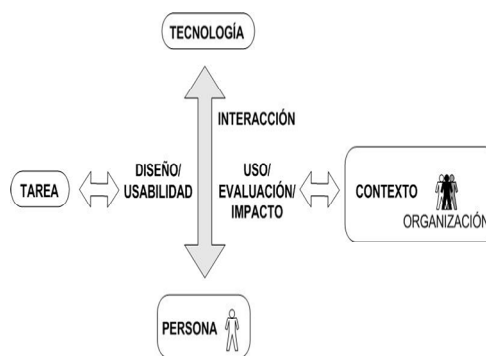 TECNOLOGÍA
INTERACCIÓN
DISEÑO/
USABILIDAD
USO/
EVALUACIÓN/
IMPACTO
TAREA
CONTEXTO
ORGANIZACIÓN
PERSONA